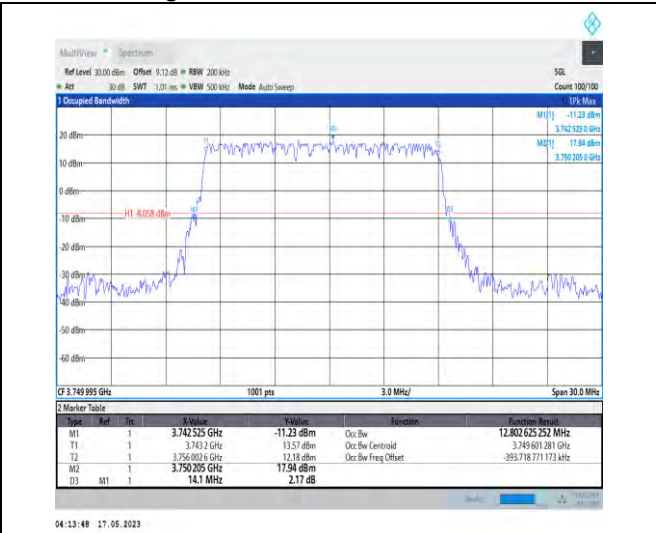 MultiView Spectrum
Ref Level 30.00 dBm Offset 9.12 dB RBW 200 kHz SGL
Att 30 dB SWT 1.01 ms VBW 500 kHz Mode Auto Sweep Count 100/100
1 Occupied Bandwidth 1Pk Max
M1[1] -11.23 dBm
3.742 525 0 GHz
M2[1] 17.94 dBm
3.750 205 0 GHz
20 dBm
10 dBm
0 dBm
H1 -8.058 dBm
-10 dBm
-20 dBm
-30 dBm
-40 dBm
-50 dBm
-60 dBm
CF 3.749 995 GHz 1001 pts 3.0 MHz/ Span 30.0 MHz
2 Marker Table
Type Ref Trc X-Value Y-Value Function Function Result
M1 1 3.742 525 GHz -11.23 dBm Occ Bw 12.802 625 252 MHz
T1 1 3.743 2 GHz 13.57 dBm Occ Bw Centroid 3.749 601 281 GHz
T2 1 3.756 002 6 GHz 12.18 dBm Occ Bw Freq Offset -393.718 771 173 kHz
M2 1 3.750 205 GHz 17.94 dBm
D3 M1 1 14.1 MHz 2.17 dB
04:13:48 17.05.2023